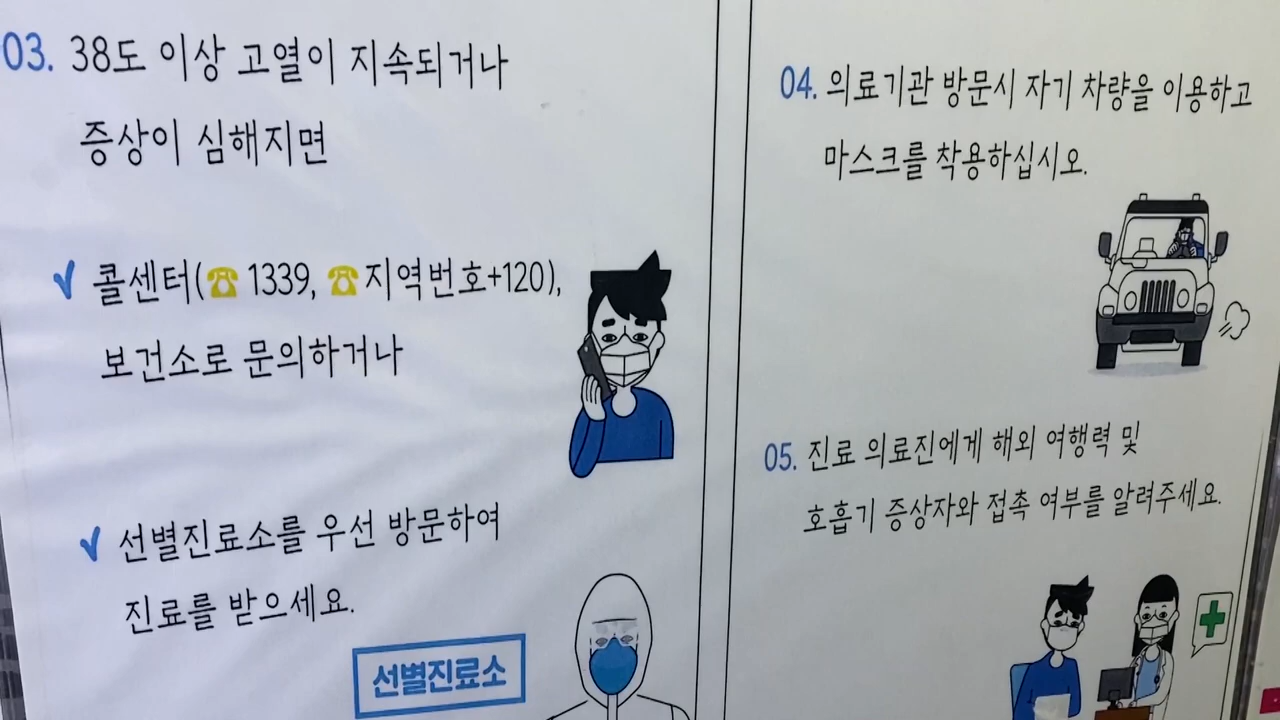 03. 38도 이상 고열이 지속되거나
증상이 심해지면
콜센터(☎ 1339, ☎ 지역번호+120),
보건소로 문의하거나
선별진료소를 우선 방문하여
진료를 받으세요.
선별진료소
04. 의료기관 방문시 자기 차량을 이용하고
마스크를 착용하십시오.
05. 진료 의료진에게 해외 여행력 및
호흡기 증상자와 접촉 여부를 알려주세요.